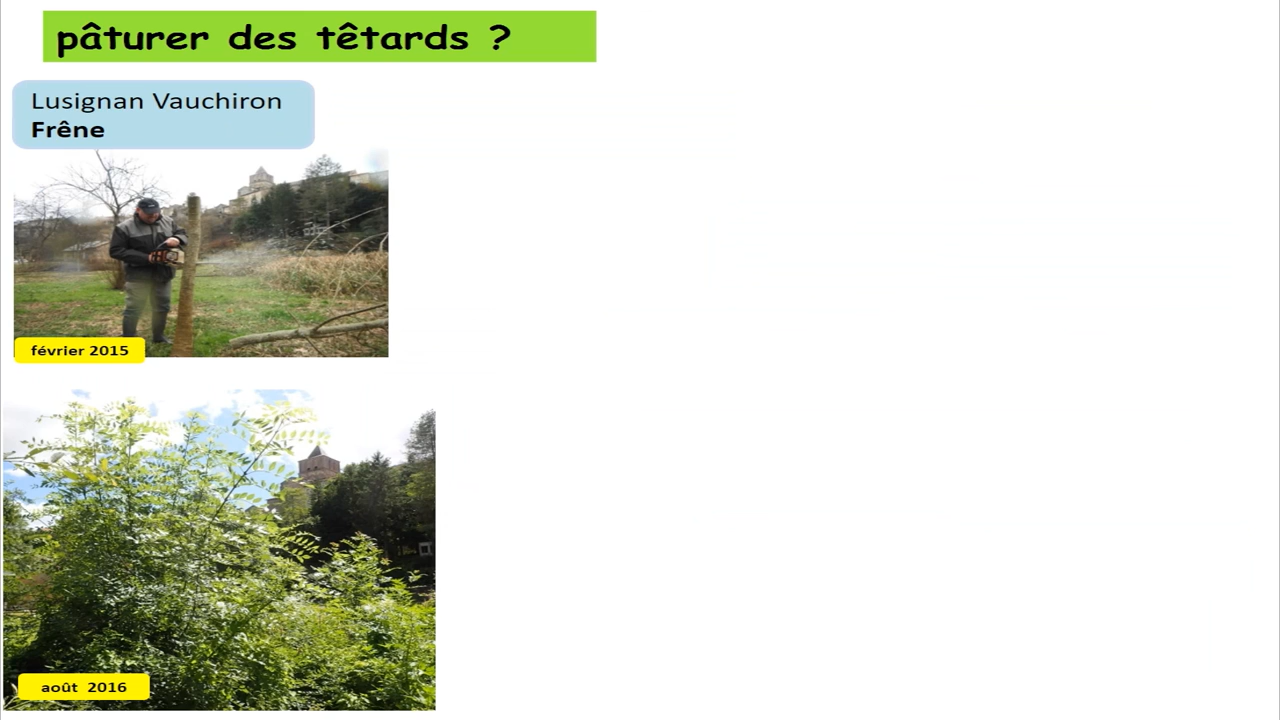 pâturer des têtards ?
Lusignan Vauchiron
Frêne
février 2015
août 2016